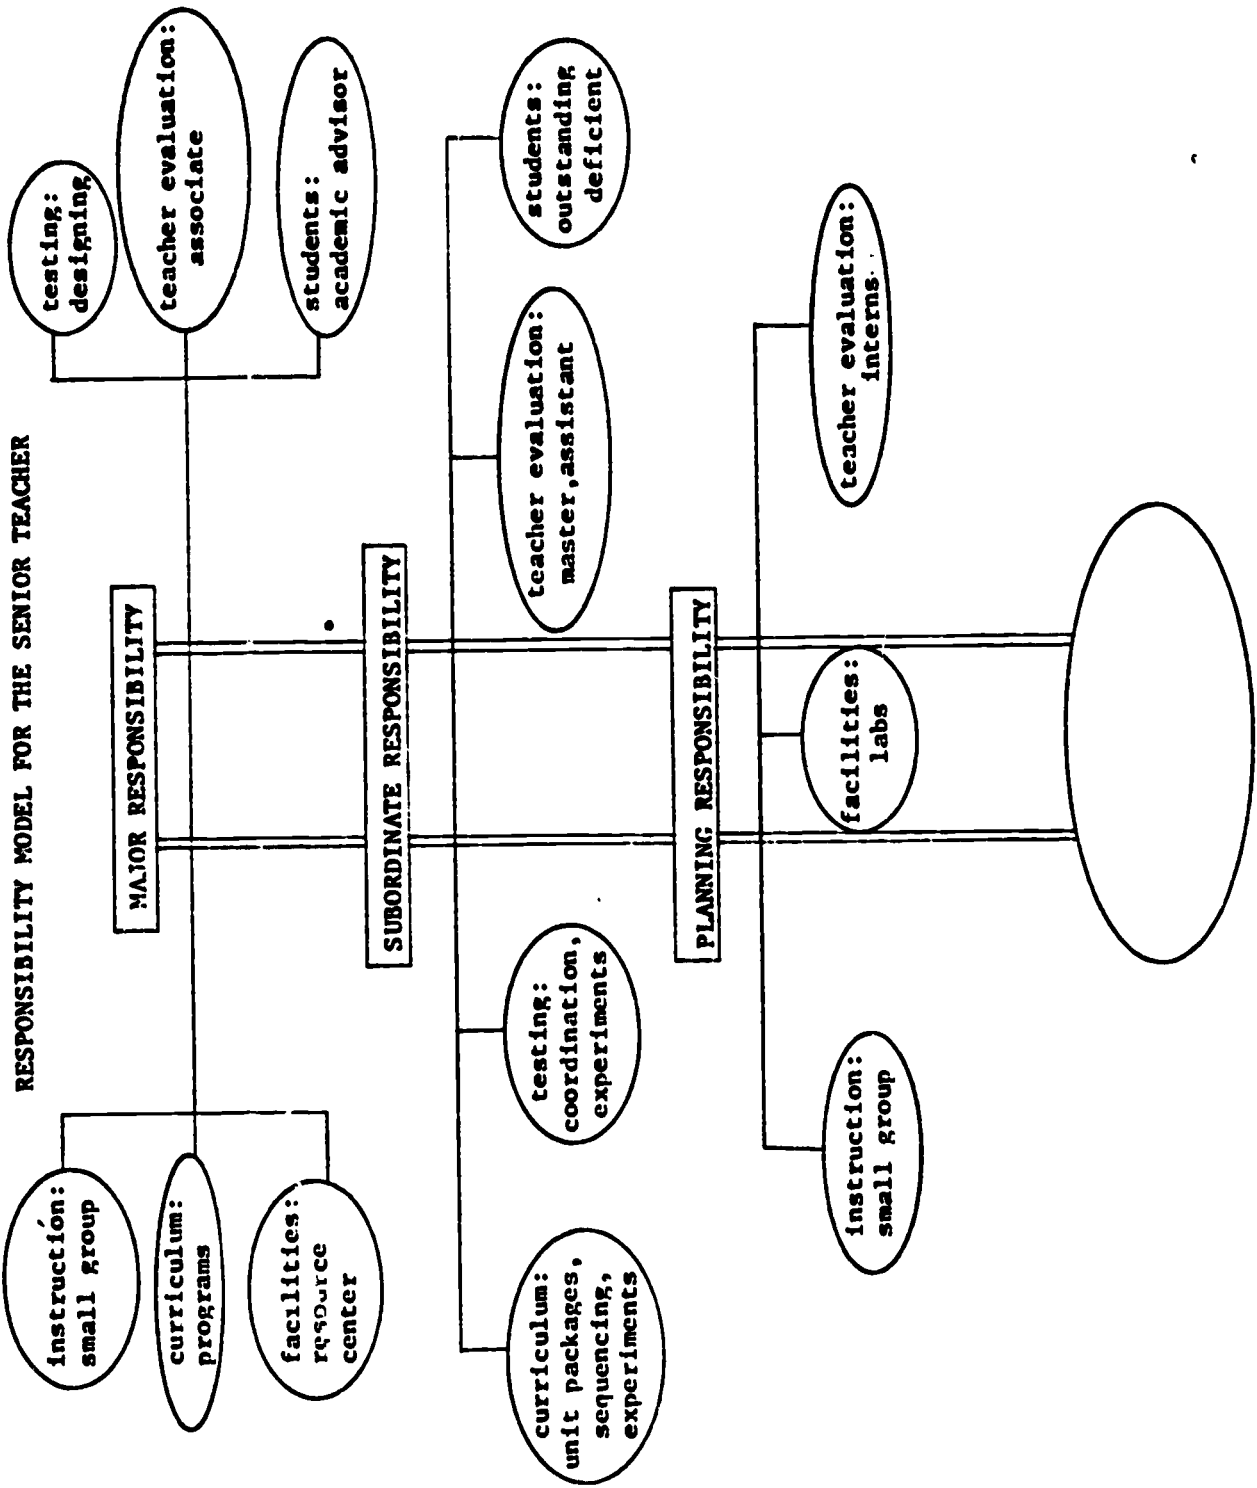 RESPONSIBILITY MODEL FOR THE SENIOR TEACHER
MAJOR RESPONSIBILITY
instruction:
small group
curriculum:
programs
facilities:
resource
center
testing:
designing
teacher evaluation:
associate
students:
academic advisor
SUBORDINATE RESPONSIBILITY
curriculum:
unit packages,
sequencing,
experiments
testing:
coordination,
experiments
teacher evaluation:
master,assistant
students:
outstanding
deficient
PLANNING RESPONSIBILITY
instruction:
small group
facilities:
labs
teacher evaluation:
interns